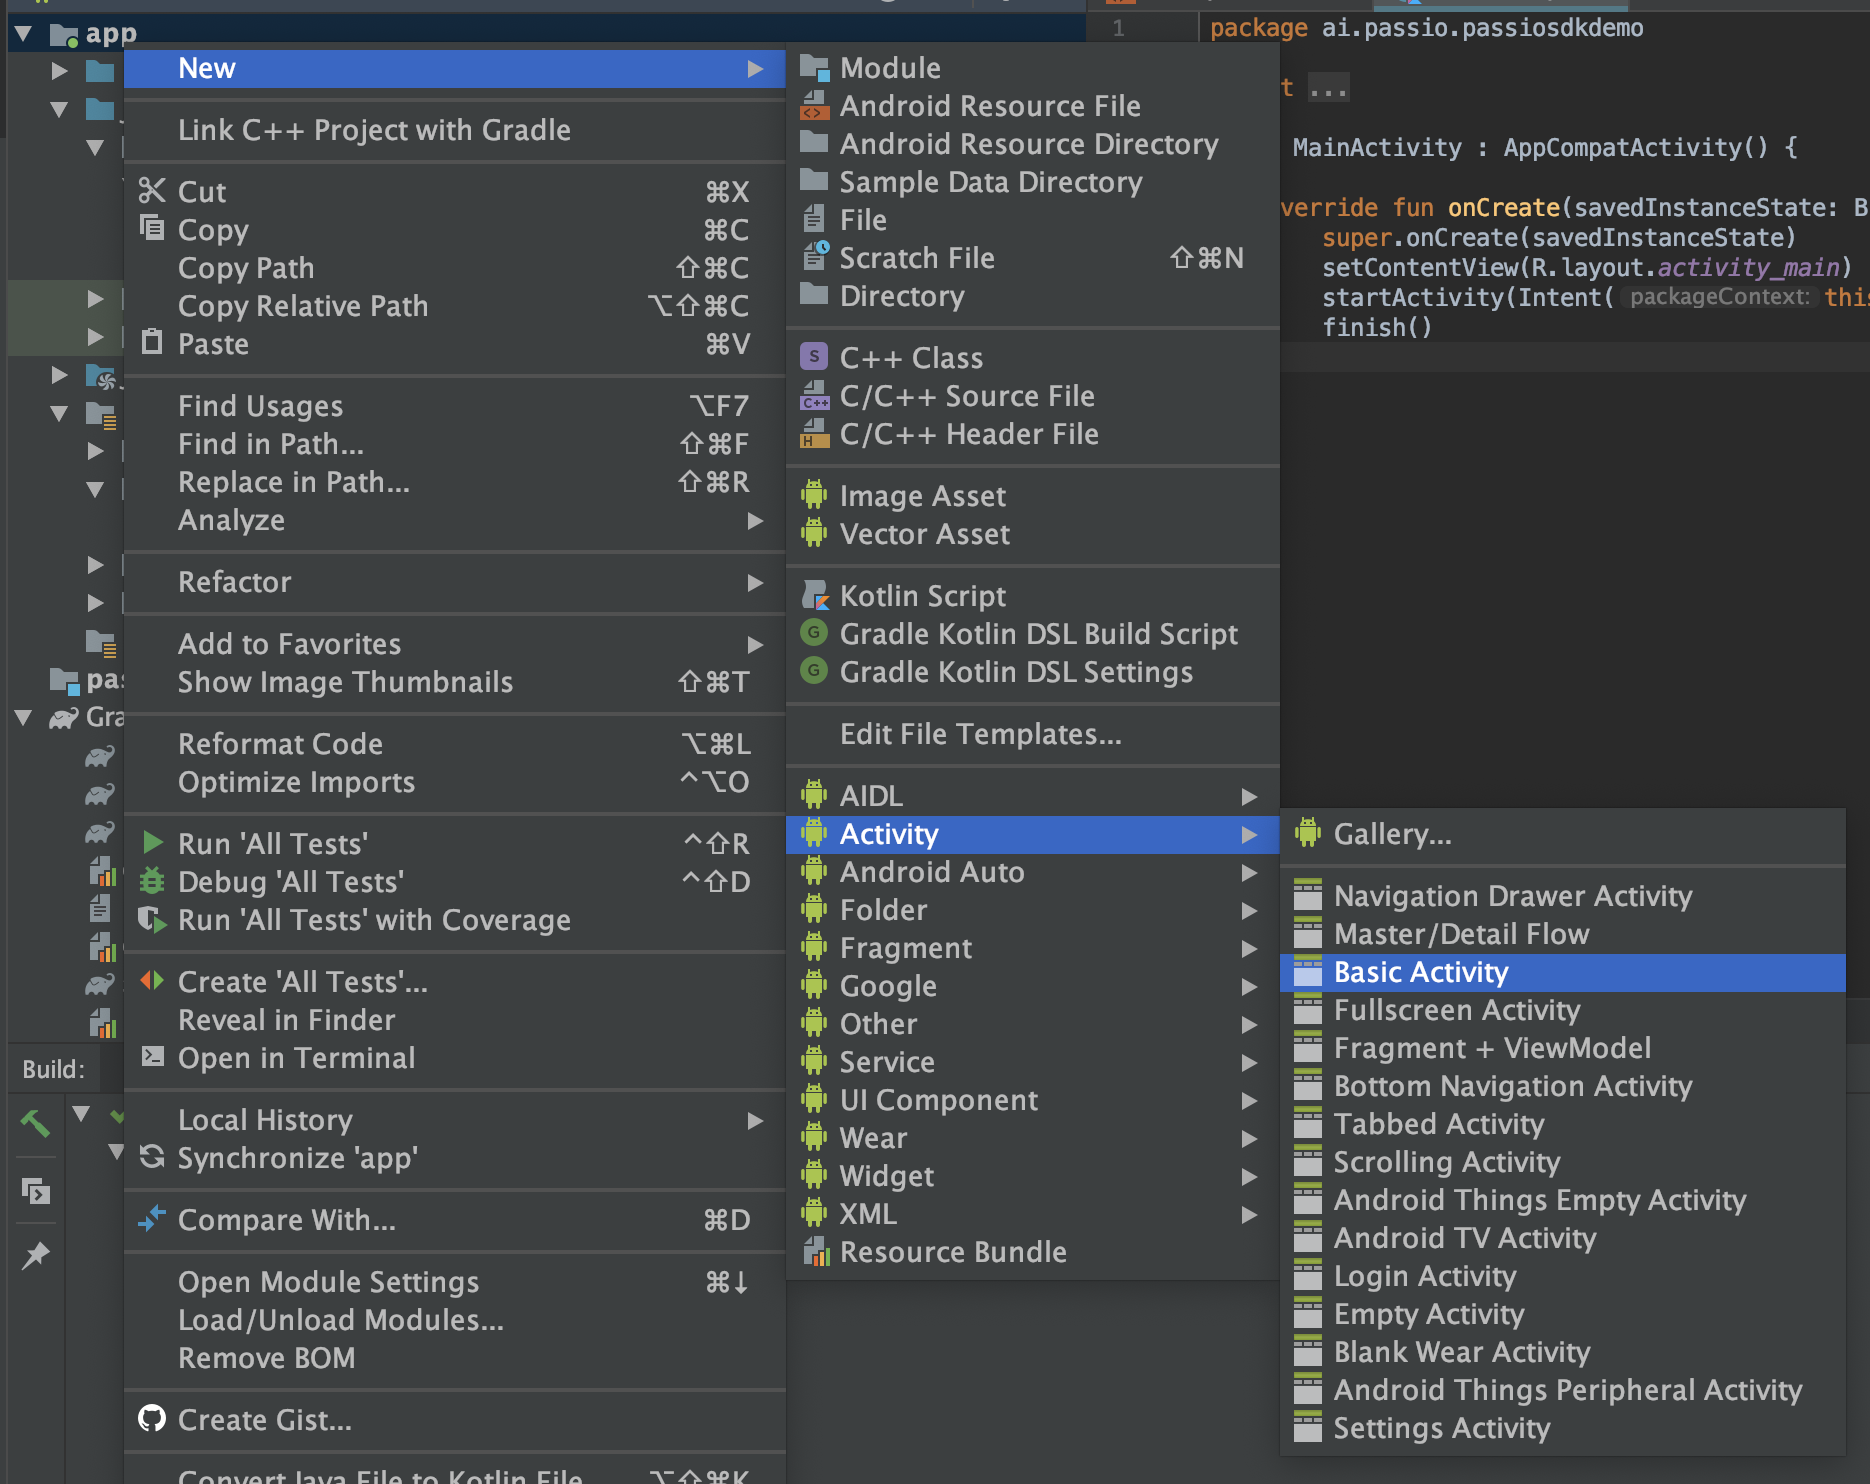 app
New
Link C++ Project with Gradle
Cut ⌘X
Copy ⌘C
Copy Path ⇧⌘C
Copy Relative Path ⌥⇧⌘C
Paste ⌘V
Find Usages ⌥F7
Find in Path... ⇧⌘F
Replace in Path... ⇧⌘R
Analyze
Refactor
Add to Favorites
Show Image Thumbnails ⇧⌘T
Reformat Code ⌥⌘L
Optimize Imports ^⌥O
Run 'All Tests' ^⇧R
Debug 'All Tests' ^⇧D
Run 'All Tests' with Coverage
Create 'All Tests'...
Reveal in Finder
Open in Terminal
Local History
Synchronize 'app'
Compare With... ⌘D
Open Module Settings ⌘↓
Load/Unload Modules...
Remove BOM
Create Gist...
Convert Java File to Kotlin File ⌥⇧⌘K
Build:
Module
Android Resource File
Android Resource Directory
Sample Data Directory
File
Scratch File ⇧⌘N
Directory
C++ Class
C/C++ Source File
C/C++ Header File
Image Asset
Vector Asset
Kotlin Script
Gradle Kotlin DSL Build Script
Gradle Kotlin DSL Settings
Edit File Templates...
AIDL
Activity
Android Auto
Folder
Fragment
Google
Other
Service
UI Component
Wear
Widget
XML
Resource Bundle
Gallery...
Navigation Drawer Activity
Master/Detail Flow
Basic Activity
Fullscreen Activity
Fragment + ViewModel
Bottom Navigation Activity
Tabbed Activity
Scrolling Activity
Android Things Empty Activity
Android TV Activity
Login Activity
Empty Activity
Blank Wear Activity
Android Things Peripheral Activity
Settings Activity
1 package ai.passio.passiosdkdemo
t ...
MainActivity : AppCompatActivity() {
verride fun onCreate(savedInstanceState: B
super.onCreate(savedInstanceState)
setContentView(R.layout.activity_main)
startActivity(Intent( packageContext: this
finish()